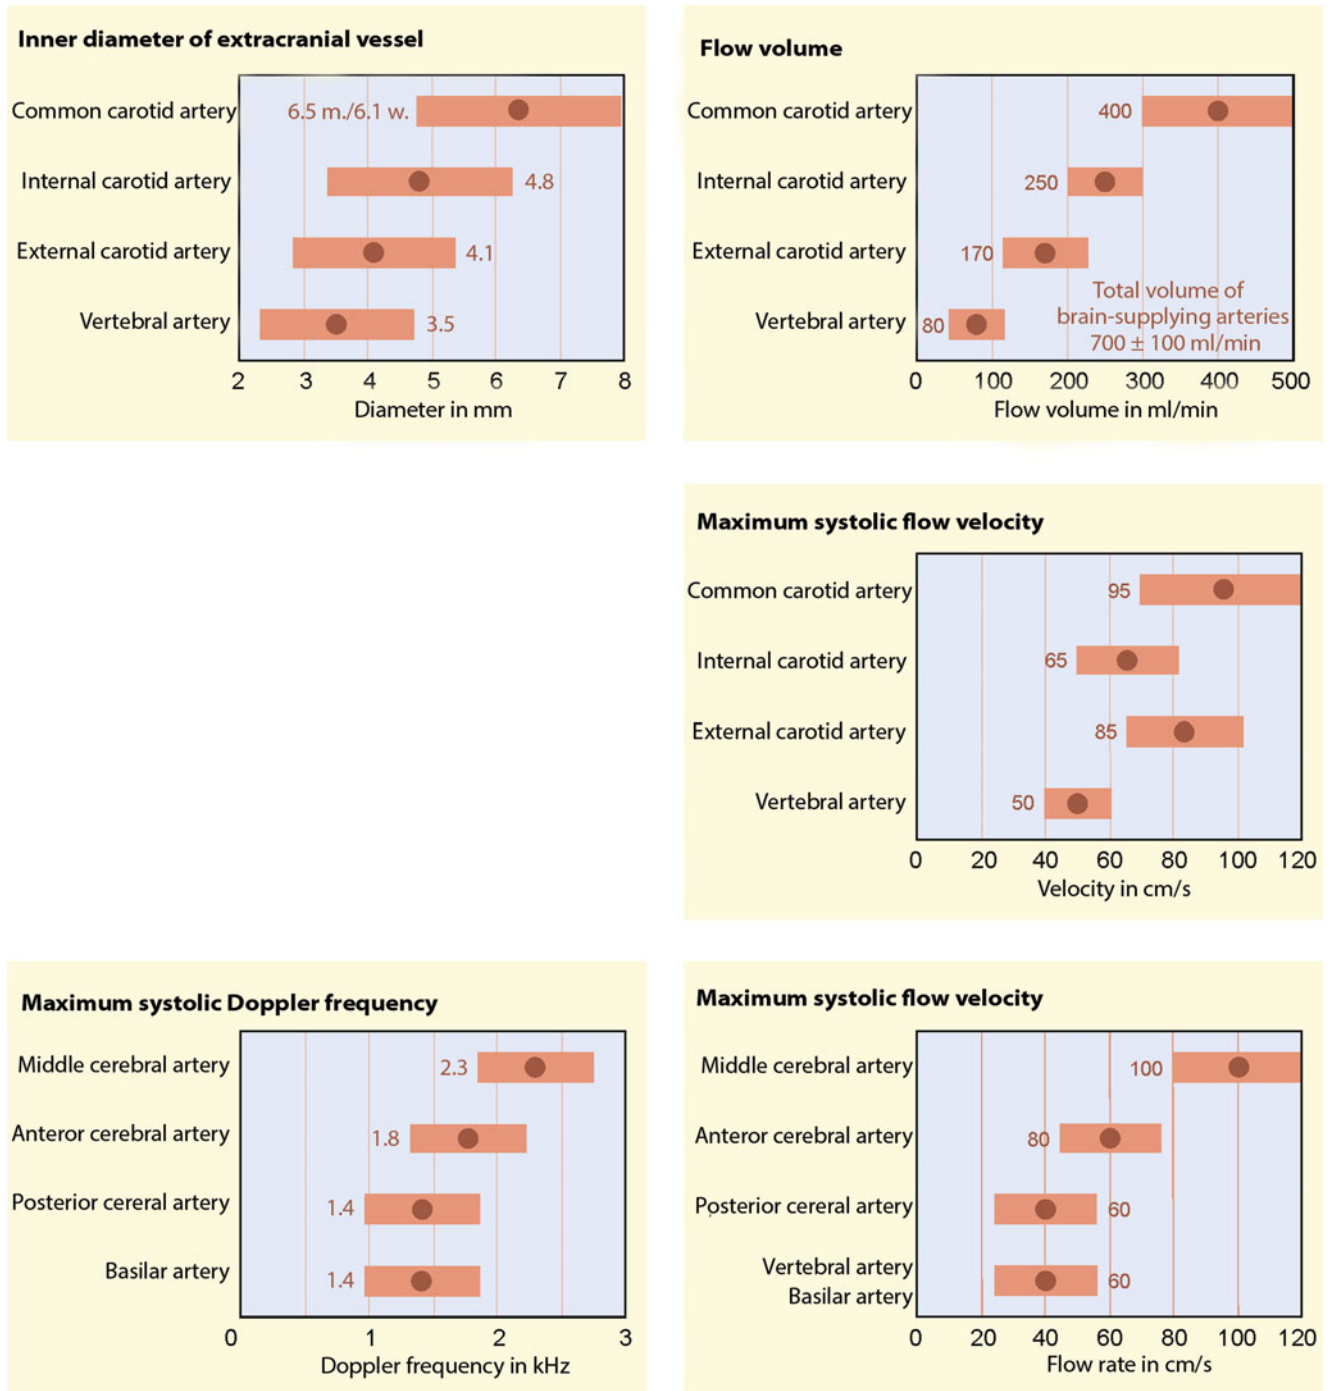 Inner diameter of extracranial vessel
Common carotid artery
6.5 m./6.1 w.
Internal carotid artery
4.8
External carotid artery
4.1
Vertebral artery
3.5
2 3 4 5 6 7 8
Diameter in mm
Flow volume
Common carotid artery
400
Internal carotid artery
250
External carotid artery
170
Vertebral artery
80
Total volume of
brain-supplying arteries
700 ± 100 ml/min
0 100 200 300 400 500
Flow volume in ml/min
Maximum systolic flow velocity
Common carotid artery
95
Internal carotid artery
65
External carotid artery
85
Vertebral artery
50
0 20 40 60 80 100 120
Velocity in cm/s
Maximum systolic Doppler frequency
Middle cerebral artery
2.3
Anteror cerebral artery
1.8
Posterior cereral artery
1.4
Basilar artery
1.4
0 1 2 3
Doppler frequency in kHz
Maximum systolic flow velocity
Middle cerebral artery
100
Anteror cerebral artery
80
Posterior cereral artery
60
Vertebral artery
Basilar artery
60
0 20 40 60 80 100 120
Flow rate in cm/s